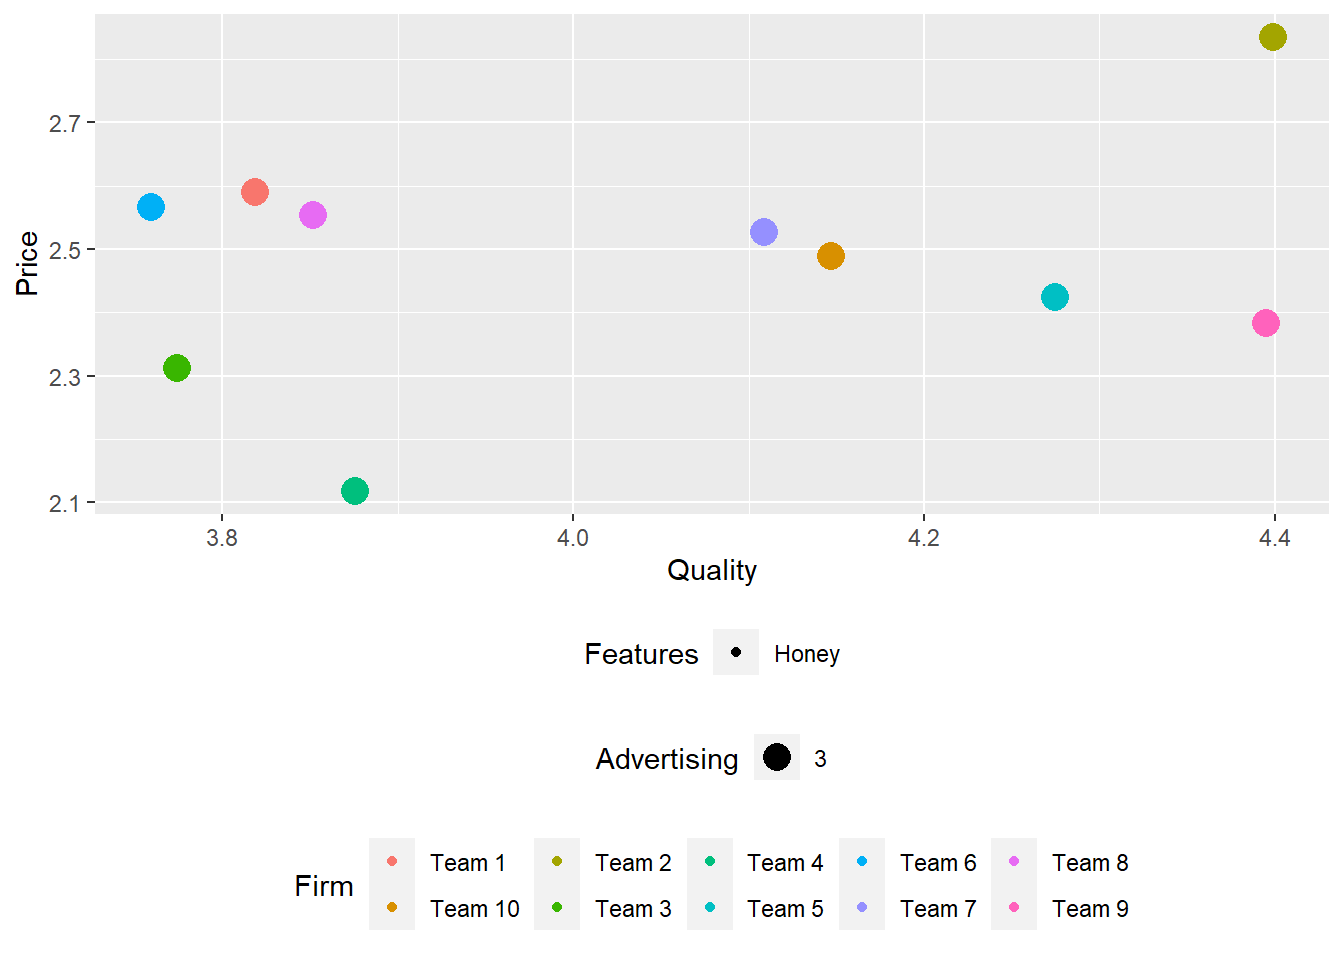 Price
2.7
2.5
2.3
2.1
3.8 4.0 4.2 4.4
Quality
Features Honey
Advertising 3
Firm
Team 1 Team 2 Team 4 Team 6 Team 8
Team 10 Team 3 Team 5 Team 7 Team 9